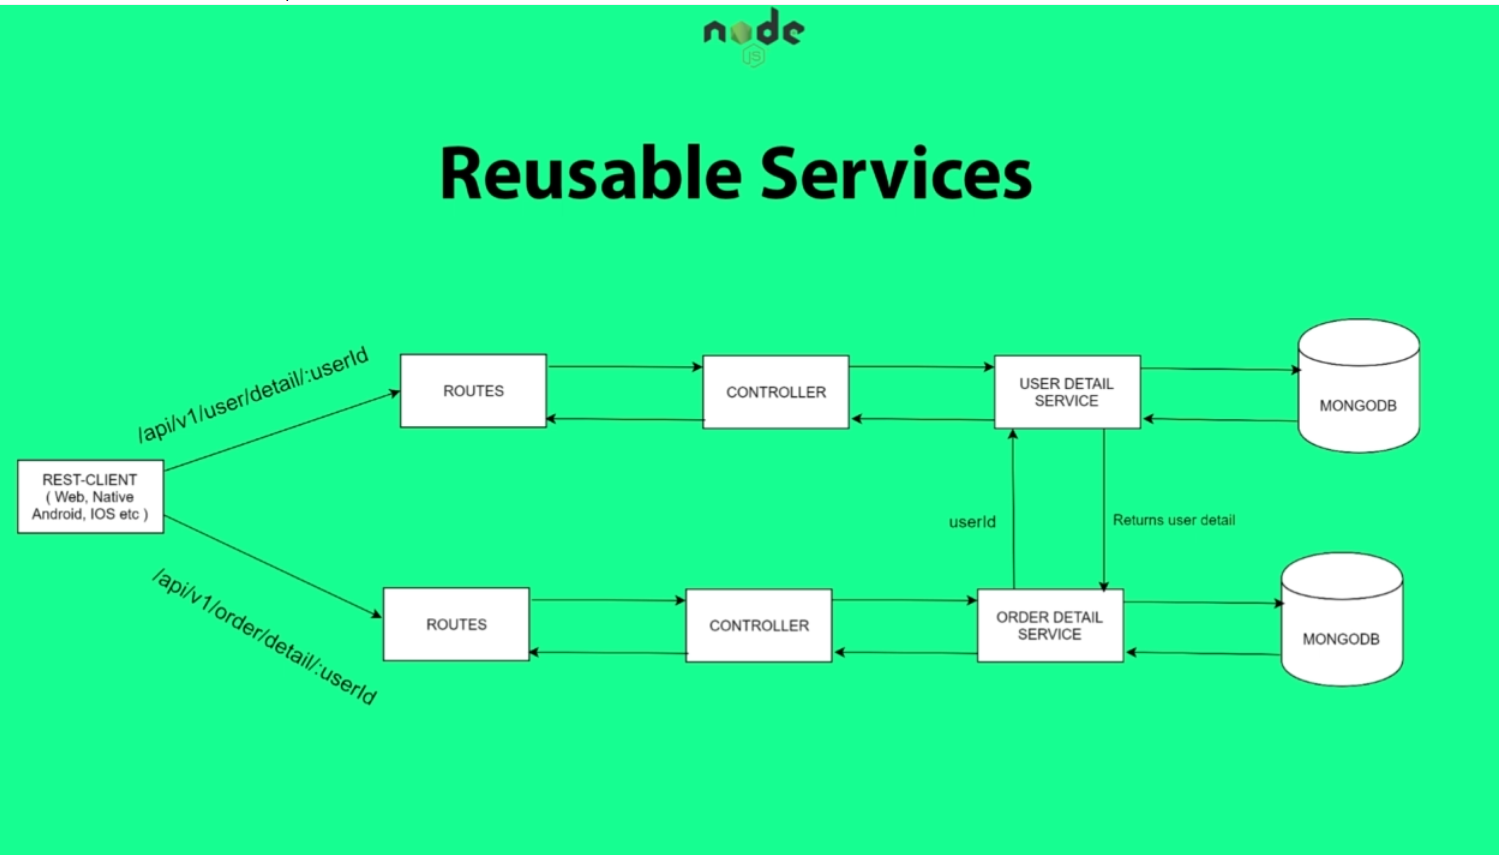 node
JS
Reusable Services
/api/v1/user/detail/:userId
ROUTES
CONTROLLER
USER DETAIL
SERVICE
MONGODB
REST-CLIENT
( Web, Native
Android, IOS etc )
userId
Returns user detail
/api/v1/order/detail/:userId
ROUTES
CONTROLLER
ORDER DETAIL
SERVICE
MONGODB